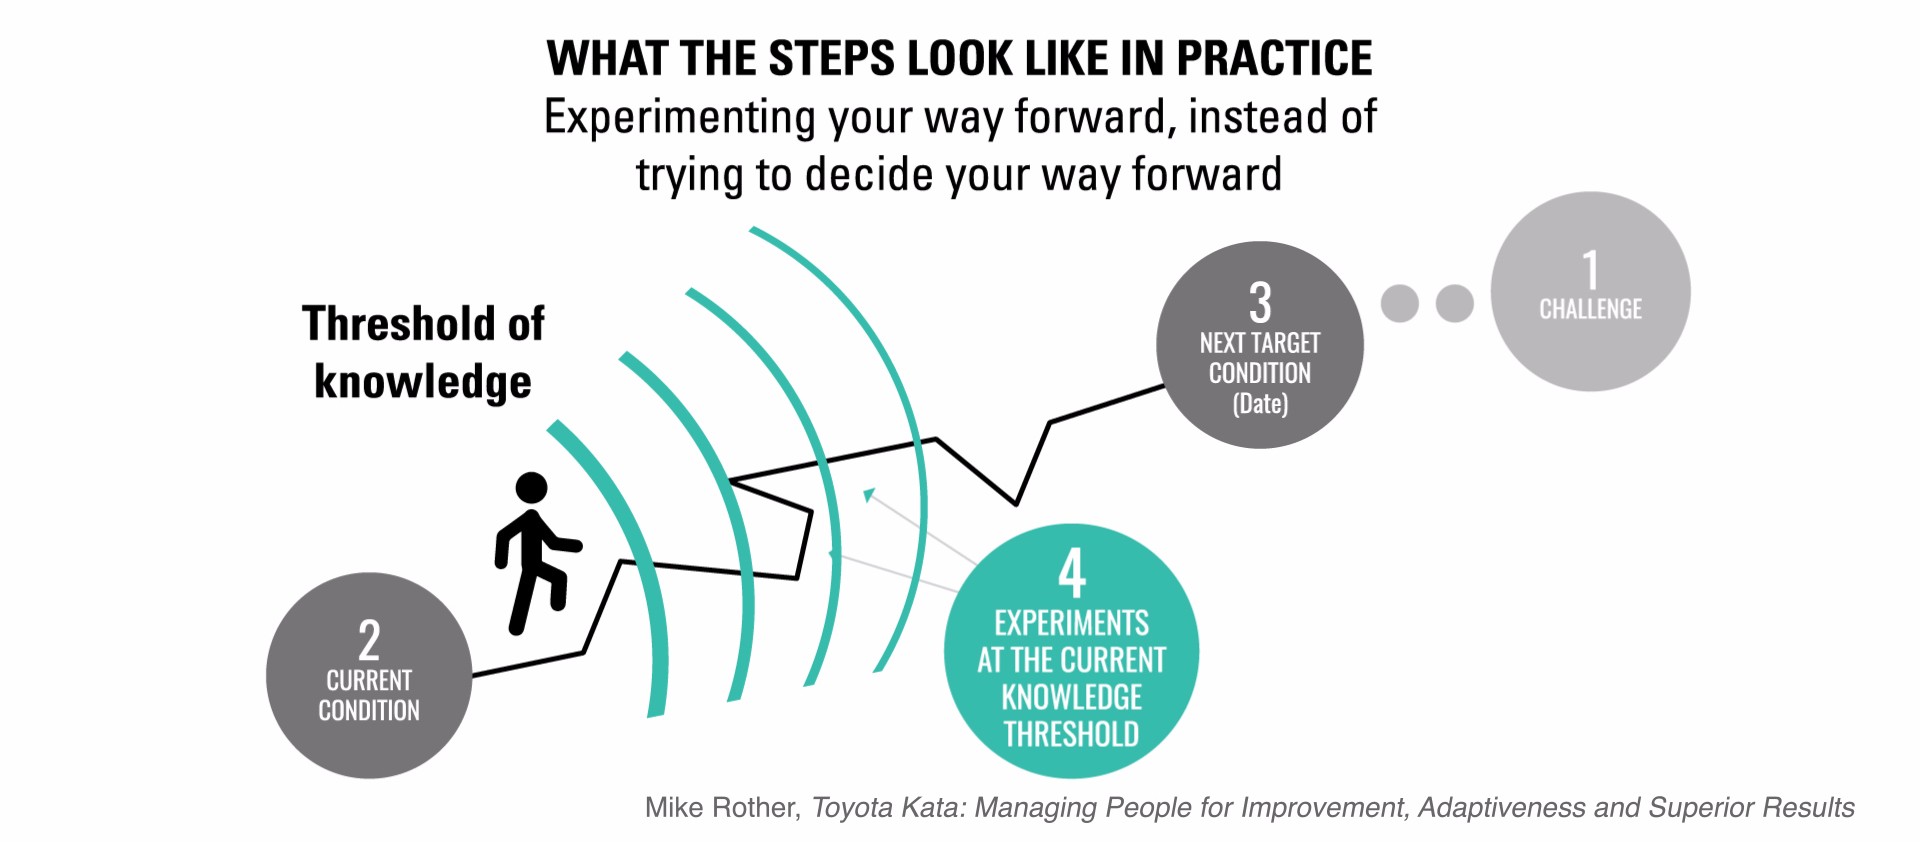 WHAT THE STEPS LOOK LIKE IN PRACTICE
Experimenting your way forward, instead of
trying to decide your way forward
Threshold of
knowledge
1
CHALLENGE
3
NEXT TARGET
CONDITION
(Date)
2
CURRENT
CONDITION
4
EXPERIMENTS
AT THE CURRENT
KNOWLEDGE
THRESHOLD
Mike Rother, Toyota Kata: Managing People for Improvement, Adaptiveness and Superior Results